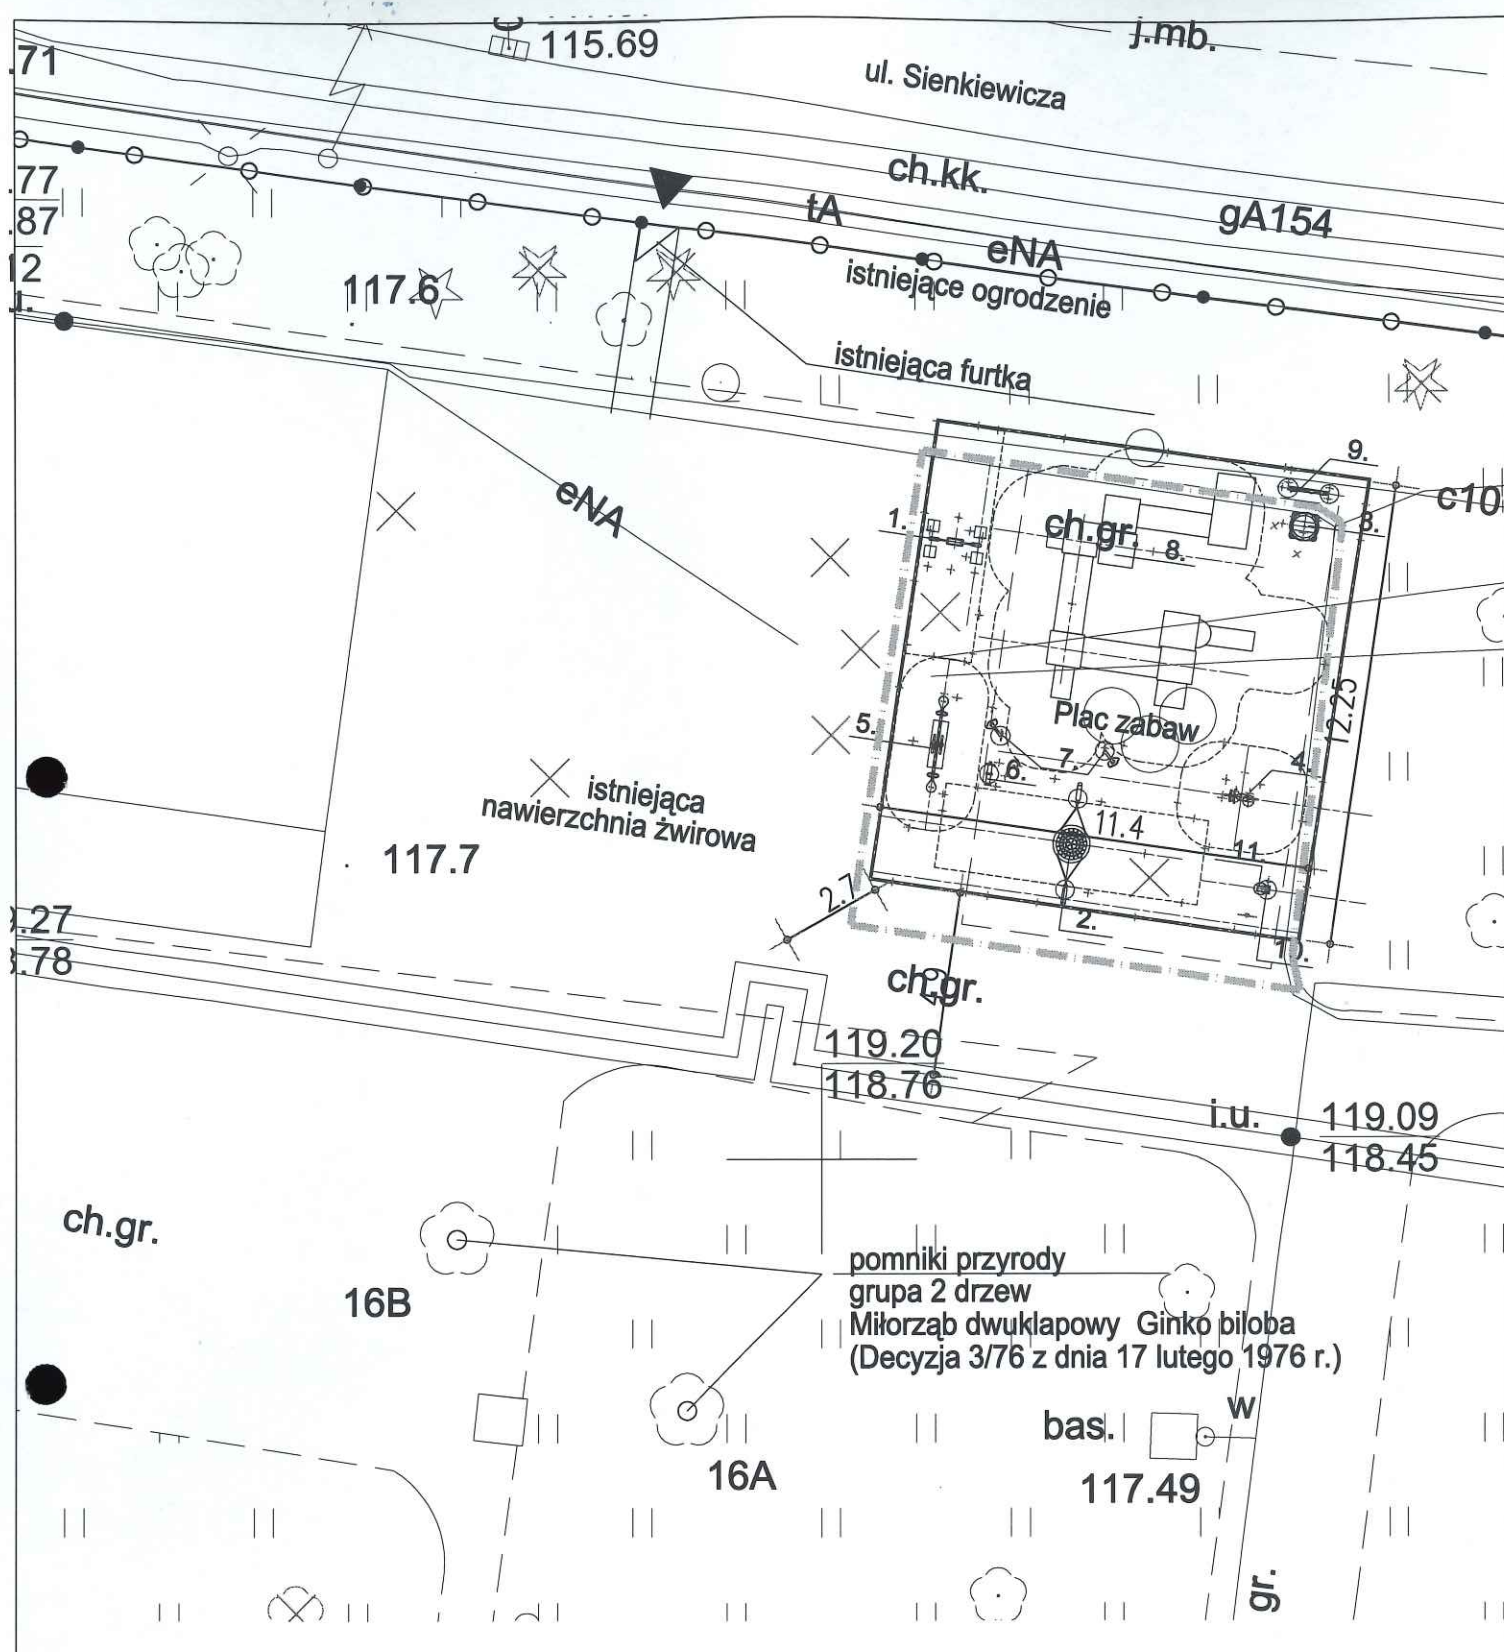 115.69
j.mb.
.71
ul. Sienkiewicza
.77
.87
ch.kk.
tA
gA154
eNA
istniejące ogrodzenie
12
117.6
istniejąca furtka
9.
c10
1.
ch.gr.
8.
3.
eNA
12.25
Plac zabaw
5.
7.
6.
4.
istniejąca
nawierzchnia żwirowa
11.4
11.
117.7
2.7
2.
.27
.78
10.
ch.gr.
119.20
118.76
i.u.
119.09
118.45
ch.gr.
pomniki przyrody
grupa 2 drzew
Miłorząb dwuklapowy Ginko biloba
(Decyzja 3/76 z dnia 17 lutego 1976 r.)
16B
w
bas.
16A
117.49
gr.